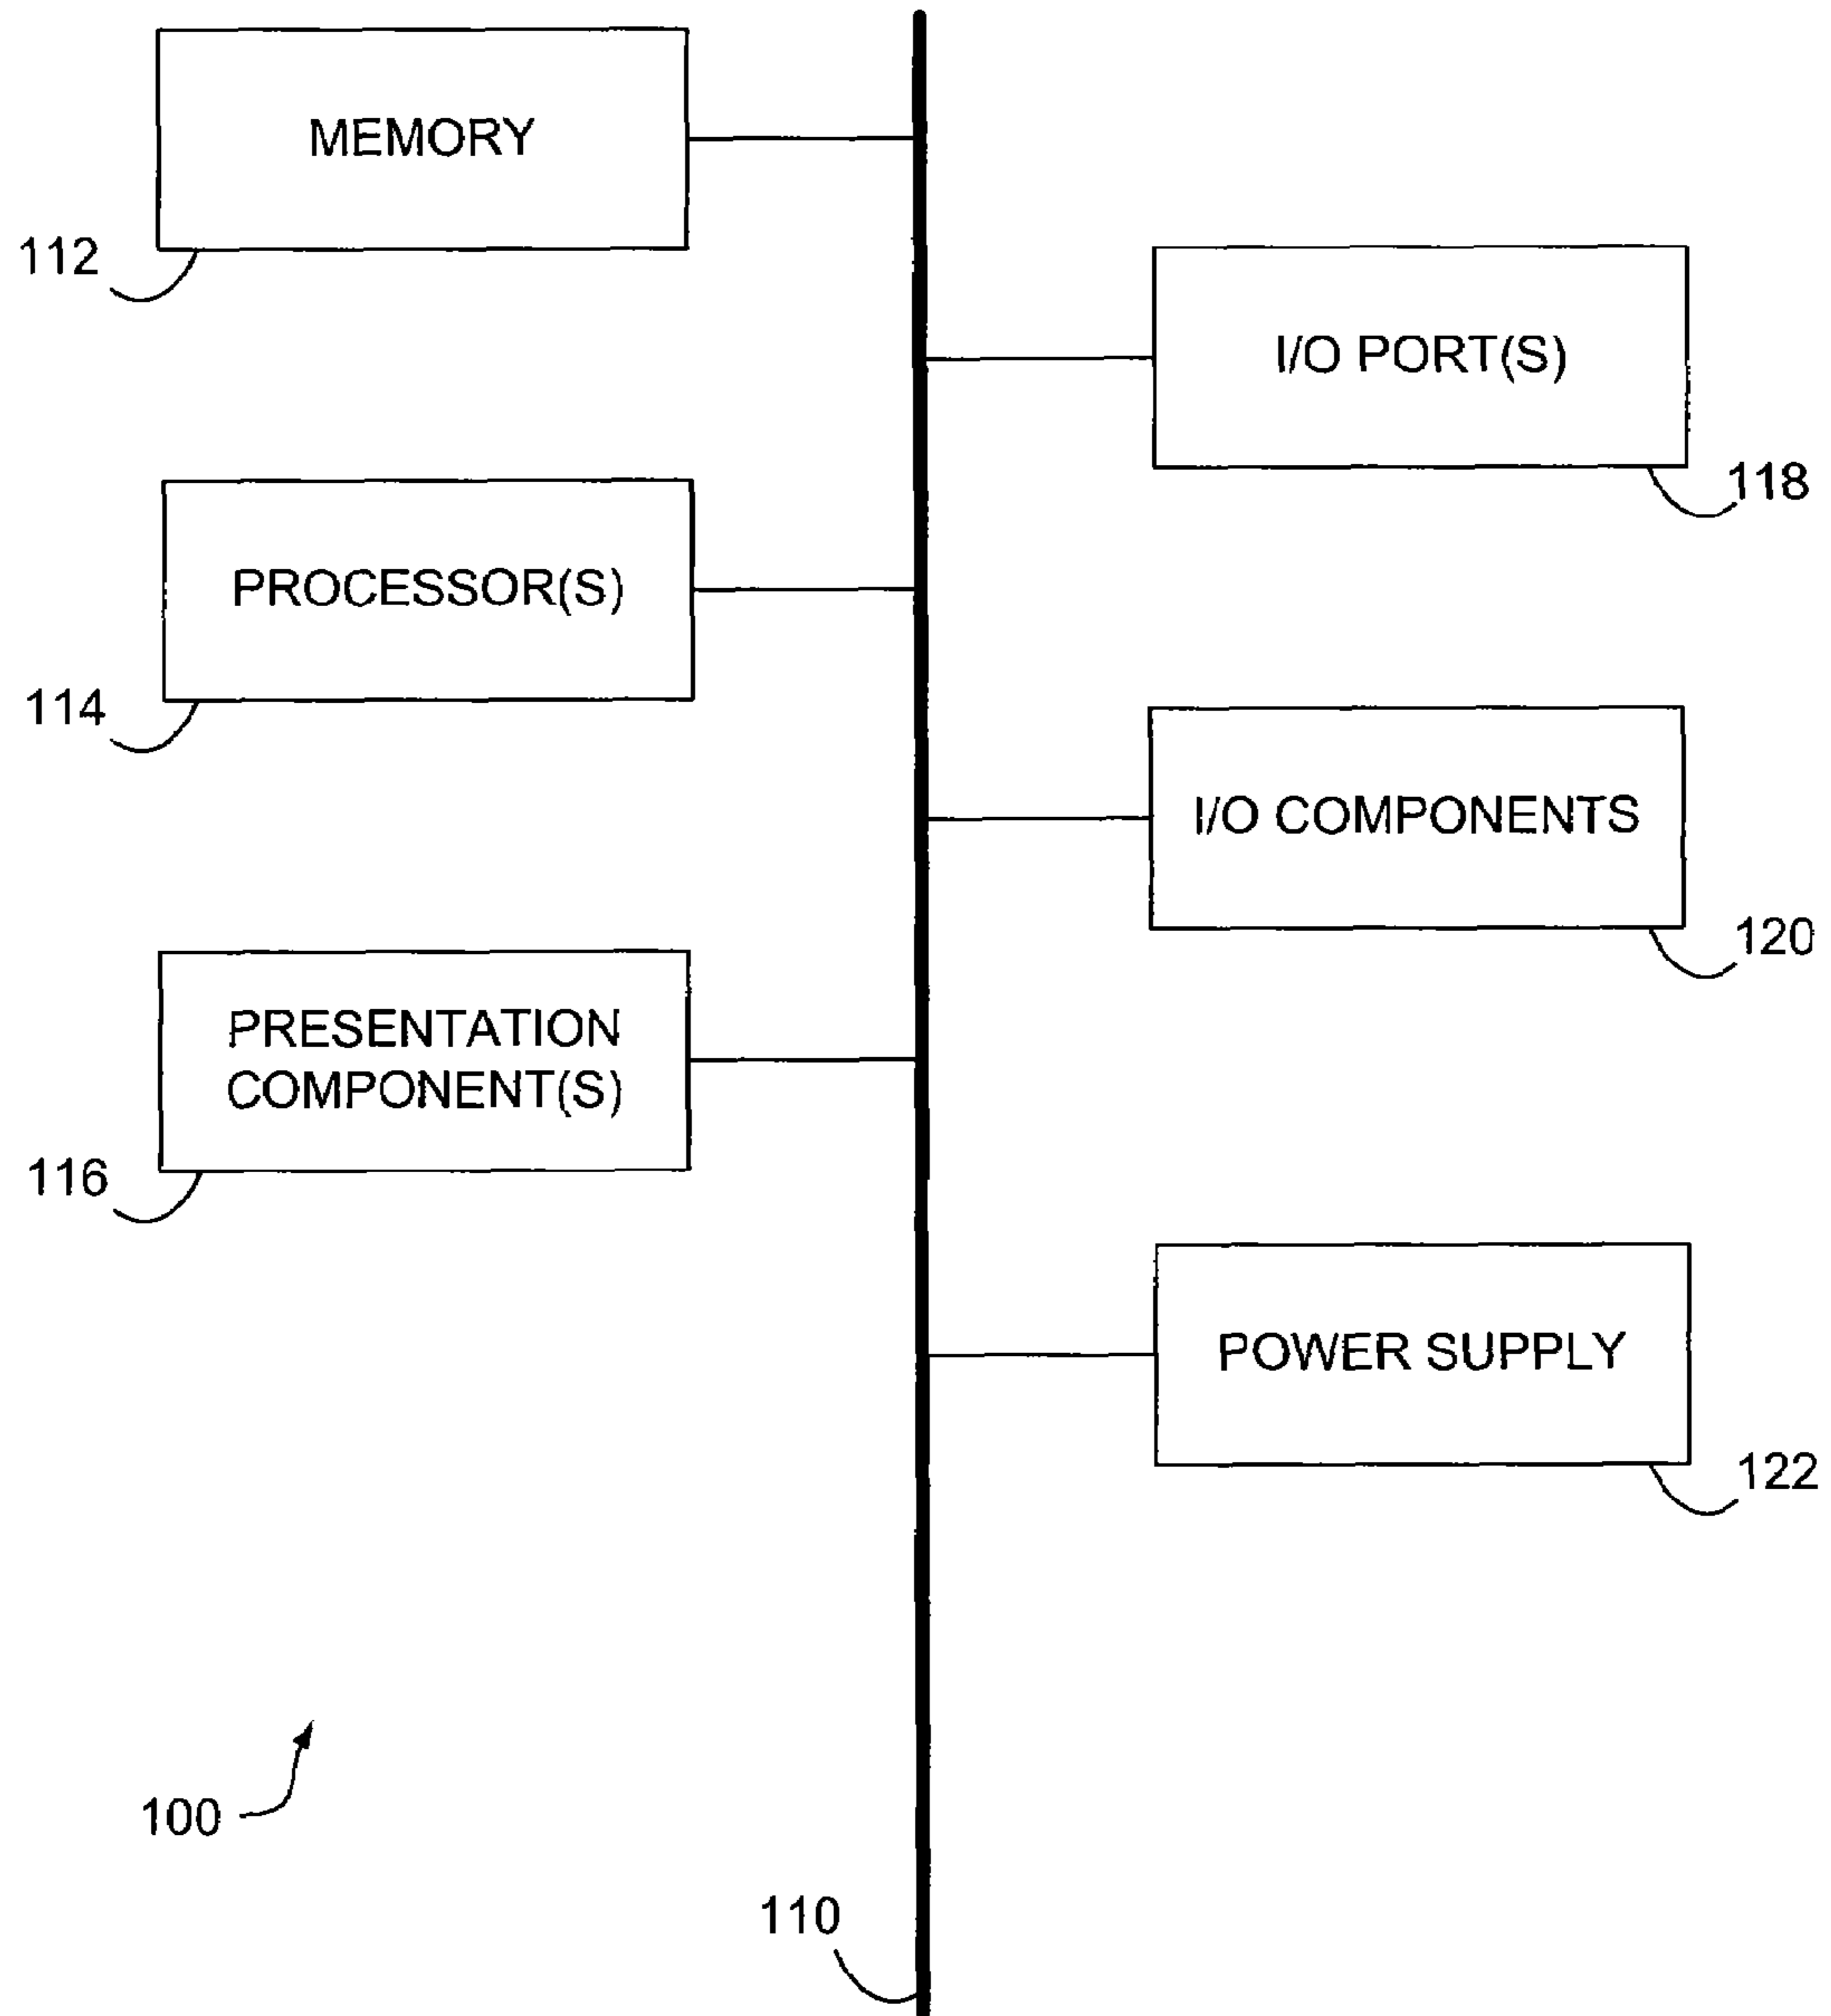 MEMORY
112
I/O PORT(S)
118
PROCESSOR(S)
114
I/O COMPONENTS
120
PRESENTATION
COMPONENT(S)
116
POWER SUPPLY
122
100
110